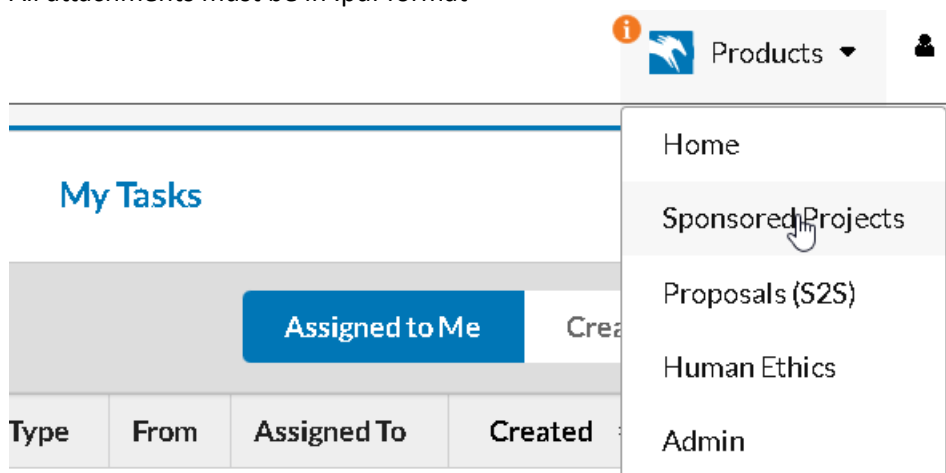 Products
Home
My Tasks
Sponsored Projects
Proposals (S2S)
Assigned to Me
Human Ethics
Type From Assigned To Created
Admin